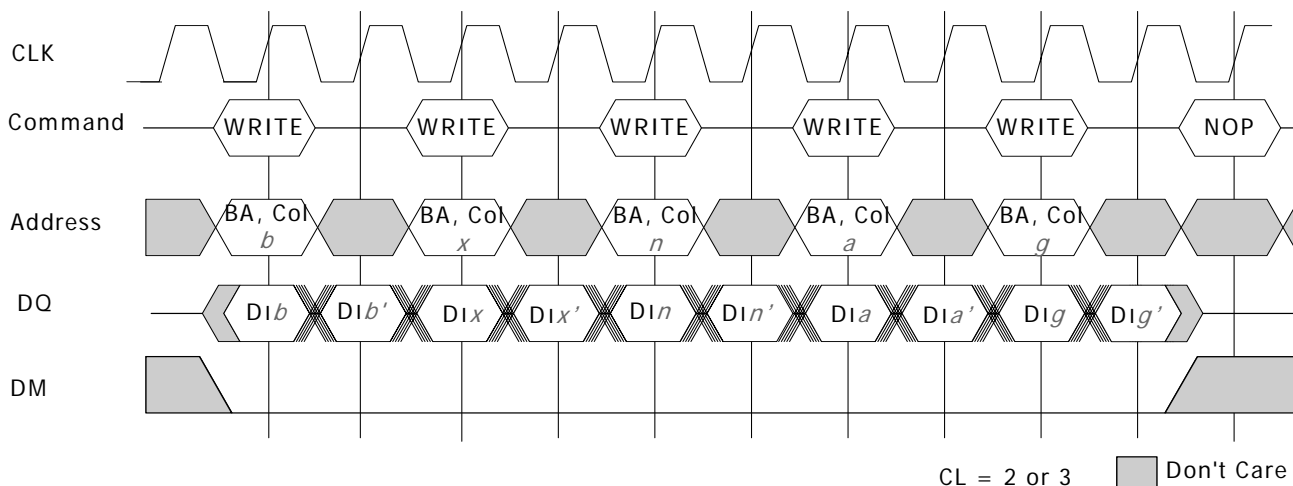 CLK
Command WRITE WRITE WRITE WRITE WRITE NOP
Address BA, Col BA, Col BA, Col BA, Col BA, Col
b x n a g
DQ DIb DIb' DIx DIx' DIn DIn' DIa DIa' DIg DIg'
DM
CL = 2 or 3 Don't Care